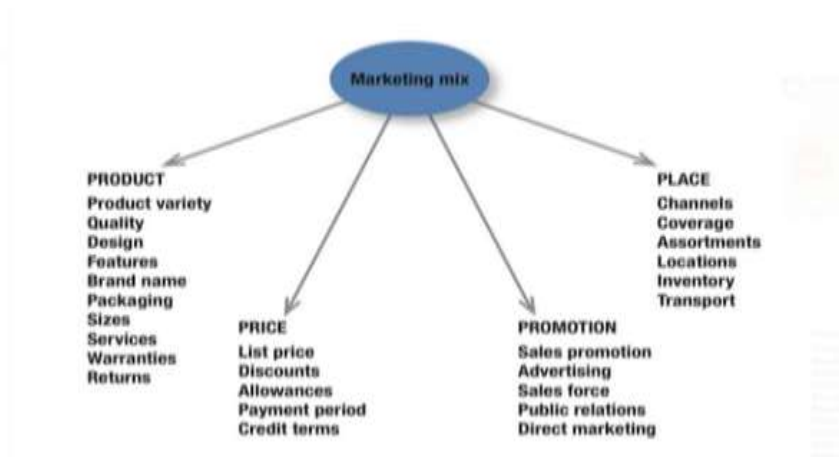 Marketing mix
PRODUCT
Product variety
Quality
Design
Features
Brand name
Packaging
Sizes
Services
Warranties
Returns
PRICE
List price
Discounts
Allowances
Payment period
Credit terms
PROMOTION
Sales promotion
Advertising
Sales force
Public relations
Direct marketing
PLACE
Channels
Coverage
Assortments
Locations
Inventory
Transport